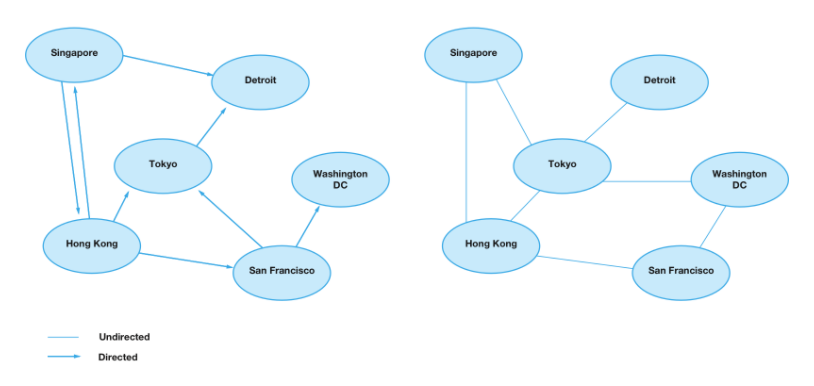 Singapore
Detroit
Tokyo
Washington
DC
Hong Kong
San Francisco
Singapore
Detroit
Tokyo
Washington
DC
Hong Kong
San Francisco
Undirected
Directed